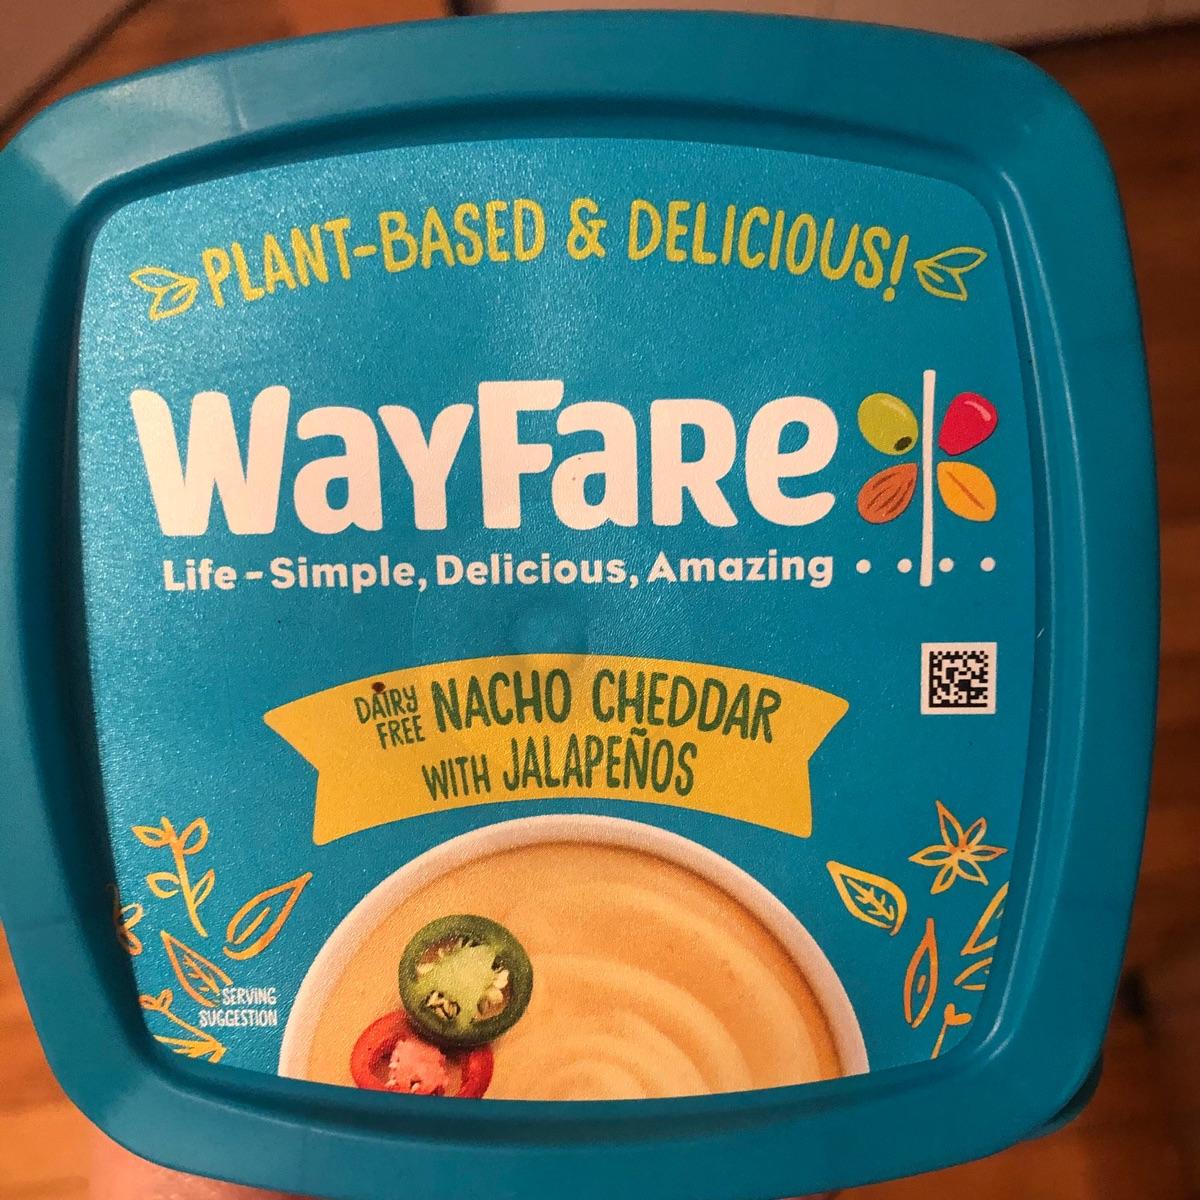 PLANT-BASED & DELICIOUS!
WayFare
Life - Simple, Delicious, Amazing
DAIRY FREE NACHO CHEDDAR
WITH JALAPEÑOS
SERVING
SUGGESTION